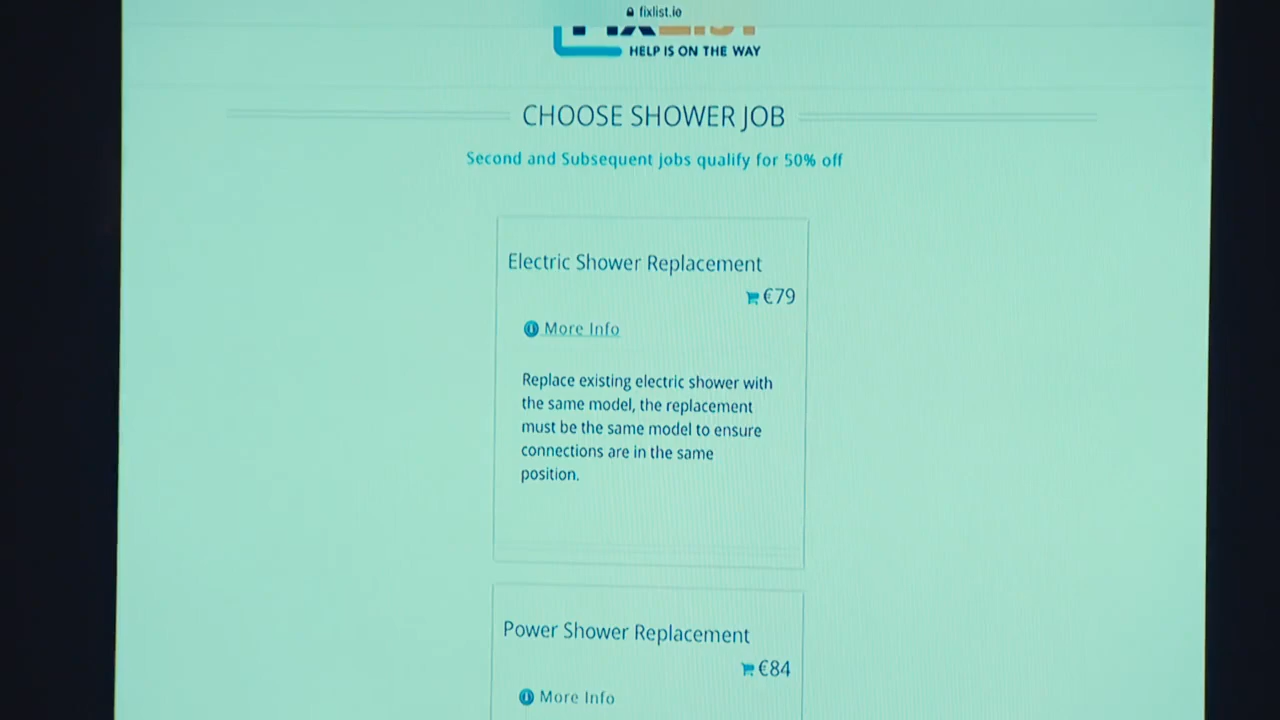 fixlist.io
HELP IS ON THE WAY
CHOOSE SHOWER JOB
Second and Subsequent jobs qualify for 50% off
Electric Shower Replacement
€79
More Info
Replace existing electric shower with
the same model, the replacement
must be the same model to ensure
connections are in the same
position.
Power Shower Replacement
€84
More Info